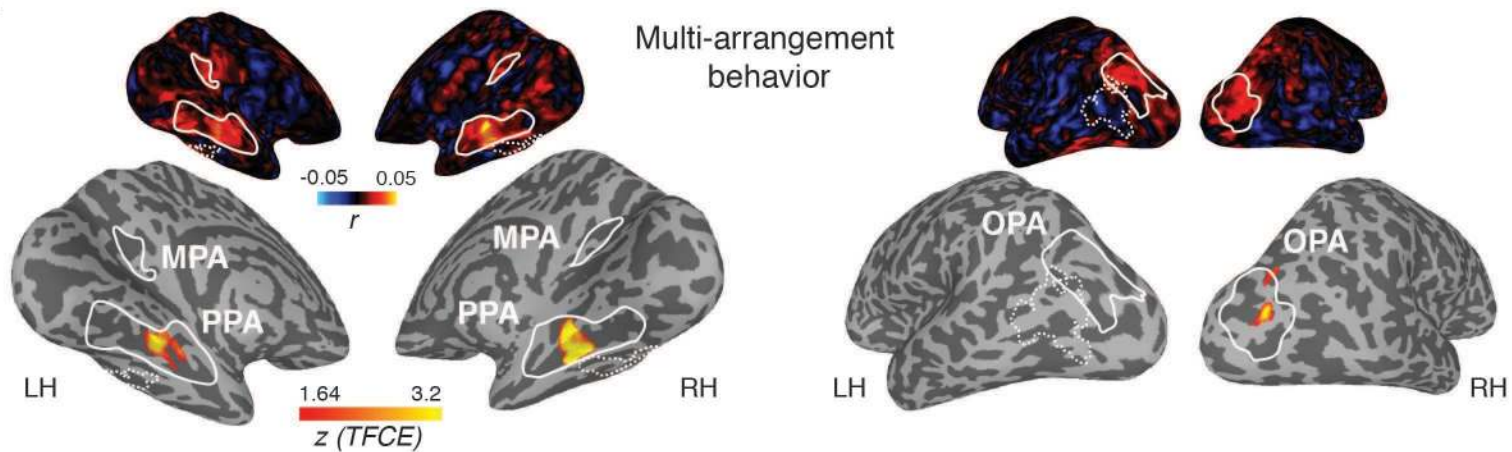 Multi-arrangement
behavior
-0.05 0.05
r
MPA
PPA
LH
MPA
PPA
RH
1.64 3.2
z (TFCE)
OPA
LH
OPA
RH